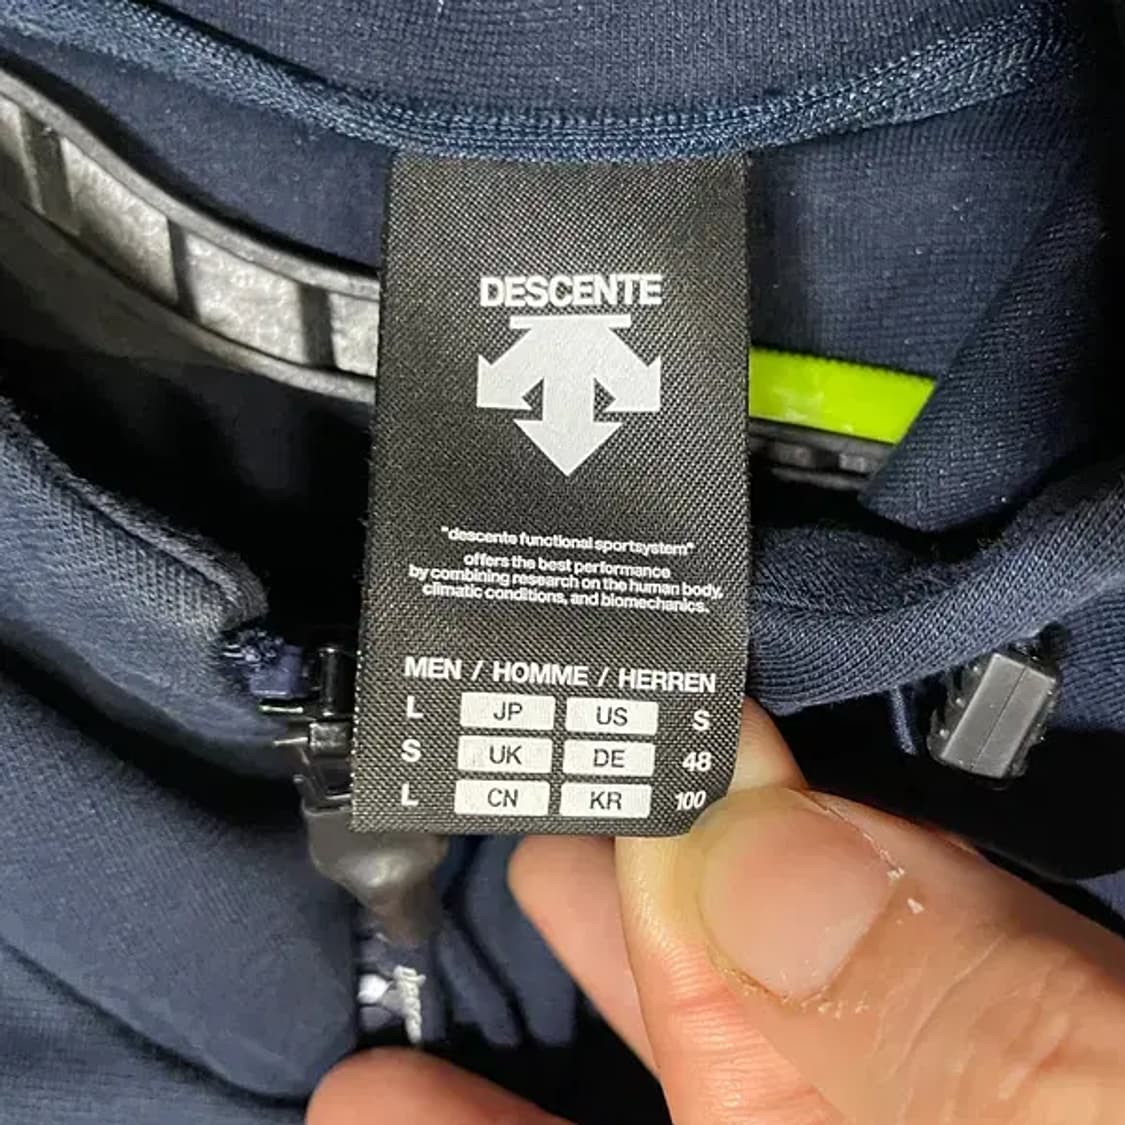 DESCENTE
"descente functional sportsystem"
offers the best performance
by combining research on the human body,
climatic conditions, and biomechanics.
MEN / HOMME / HERREN
L JP US S
S UK DE 48
L CN KR 100